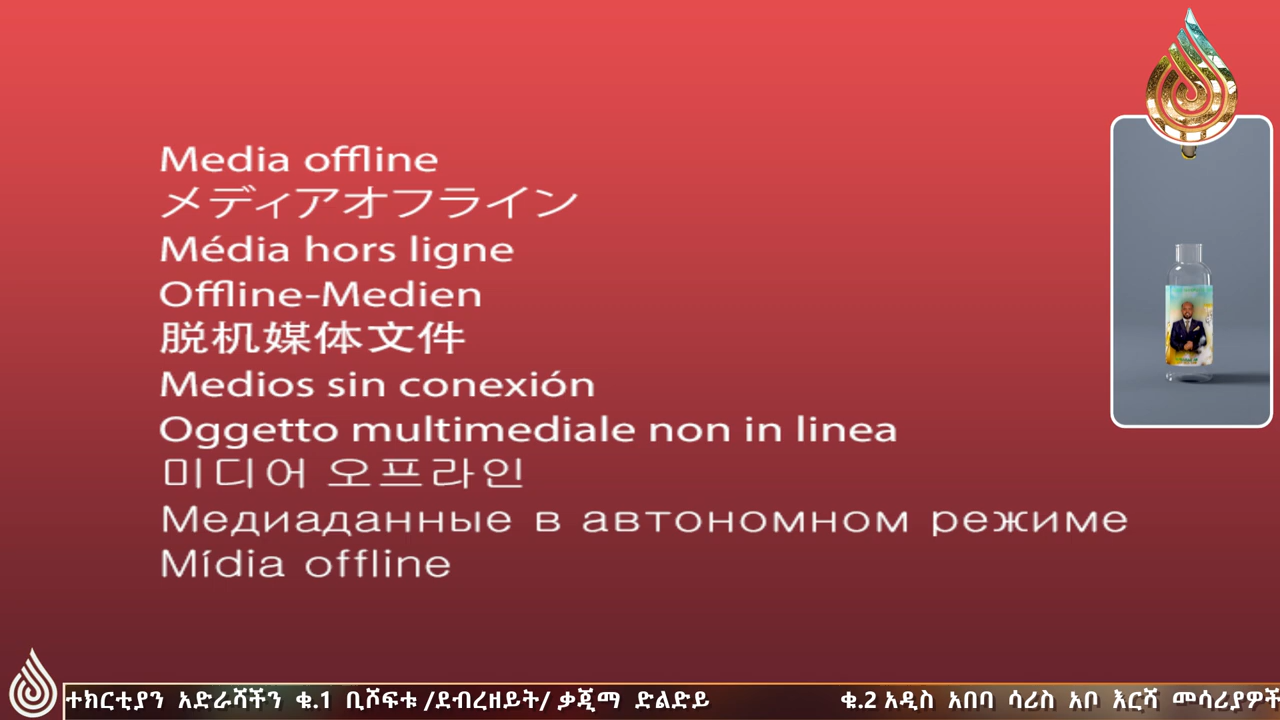 Media offline
メディアオフライン
Média hors ligne
Offline-Medien
脱机媒体文件
Medios sin conexión
Oggetto multimediale non in linea
미디어 오프라인
Медиаданные в автономном режиме
Mídia offline
ተክርቲያን አድራሻችን ቁ.1 ቢሾፍቱ /ደብረዘይት/ ቃጂማ ድልድይ ቁ.2 አዲስ አበባ ሳሪስ አቦ እርሻ መሳሪያዎች